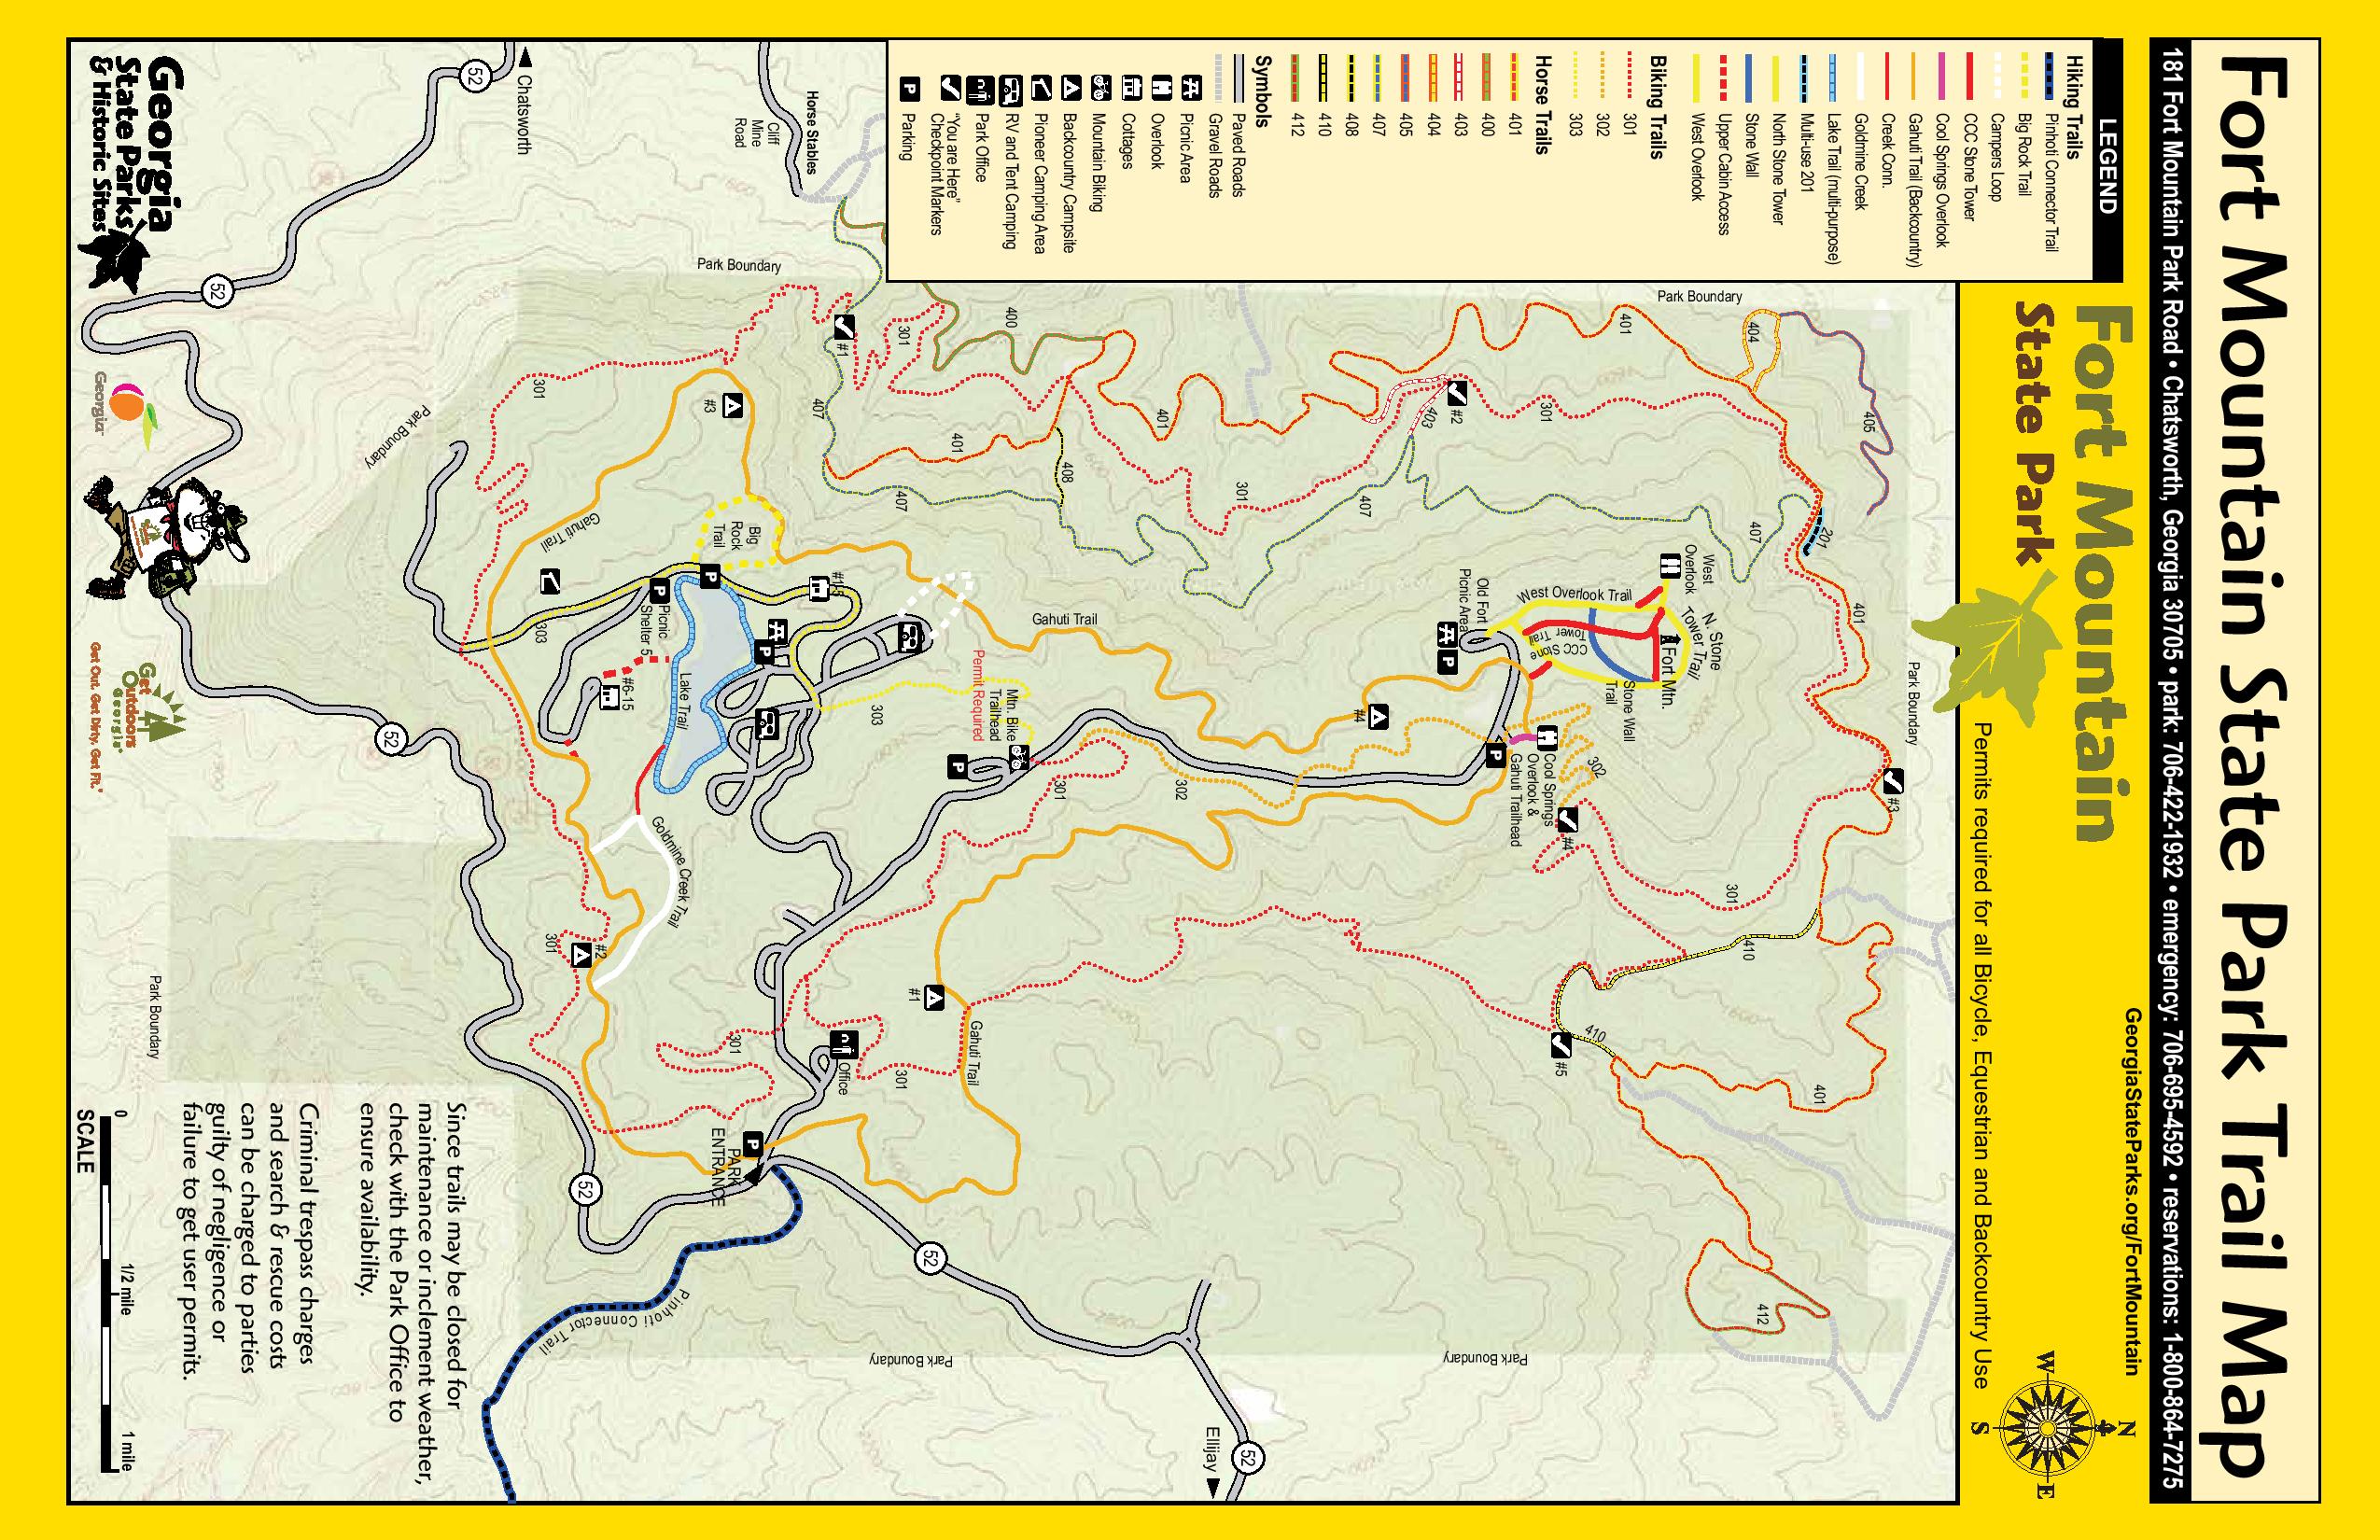 Fort Mountain State Park Trail Map
181 Fort Mountain Park Road • Chatsworth, Georgia 30705 • park: 706-422-1932 • emergency: 706-695-4592 • reservations: 1-800-864-7275
GeorgiaStateParks.org/FortMountain
Fort Mountain
State Park
Permits required for all Bicycle, Equestrian and Backcountry Use
N
W
E
S
LEGEND
Hiking Trails
Pinhoti Connector Trail
Big Rock Trail
Campers Loop
CCC Stone Tower
Cool Springs Overlook
Gahuti Trail (Backcountry)
Creek Conn.
Goldmine Creek
Lake Trail (multi-purpose)
Multi-use 201
North Stone Tower
Stone Wall
Upper Cabin Access
West Overlook
Biking Trails
301
302
303
Horse Trails
401
400
403
404
405
407
408
410
412
Symbols
Paved Roads
Gravel Roads
Picnic Area
Overlook
Cottages
Mountain Biking
Backcountry Campsite
Pioneer Camping Area
RV and Tent Camping
Park Office
“You are Here”
Checkpoint Markers
P Parking
Park Boundary
#3
405
401
201
401
404
407
412
410
301
Park Boundary
West
Overlook
N. Stone
Tower Trail
Fort Mtn.
Stone Wall
Trail
West Overlook Trail
CCC Stone
Tower Trail
401
301
302
#4
410
#5
Cool Springs
Overlook &
Gahuti Trailhead
P
Old Fort
Picnic Area
P
Park Boundary
#2
403
407
#4
301
52
Ellijay
302
401
Gahuti Trail
408
301
400
Mtn. Bike
Trailhead
Permit Required
P
Gahuti Trail
401
#1
301
407
301
303
52
Park Boundary
#1
407
#1-5
Office
Horse Stables
Cliff
Mine
Road
Park Boundary
P
Big
Rock
Trail
#3
P
P
PARK
ENTRANCE
301
Lake Trail
Goldmine Creek Trail
Pinhoti Connector Trail
P
Picnic
Shelter 5
#6-15
#2
52
Gahuti Trail
303
301
301
Chatsworth
52
52
Park Boundary
52
Park Boundary
Since trails may be closed for
maintenance or inclement weather,
check with the Park Office to
ensure availability.
Criminal trespass charges
and search & rescue costs
can be charged to parties
guilty of negligence or
failure to get user permits.
0
1/2 mile
1 mile
SCALE
Georgia
State Parks
& Historic Sites
Georgia
Get
Outdoors
Georgia
Get Out. Get Dirty. Get Fit.